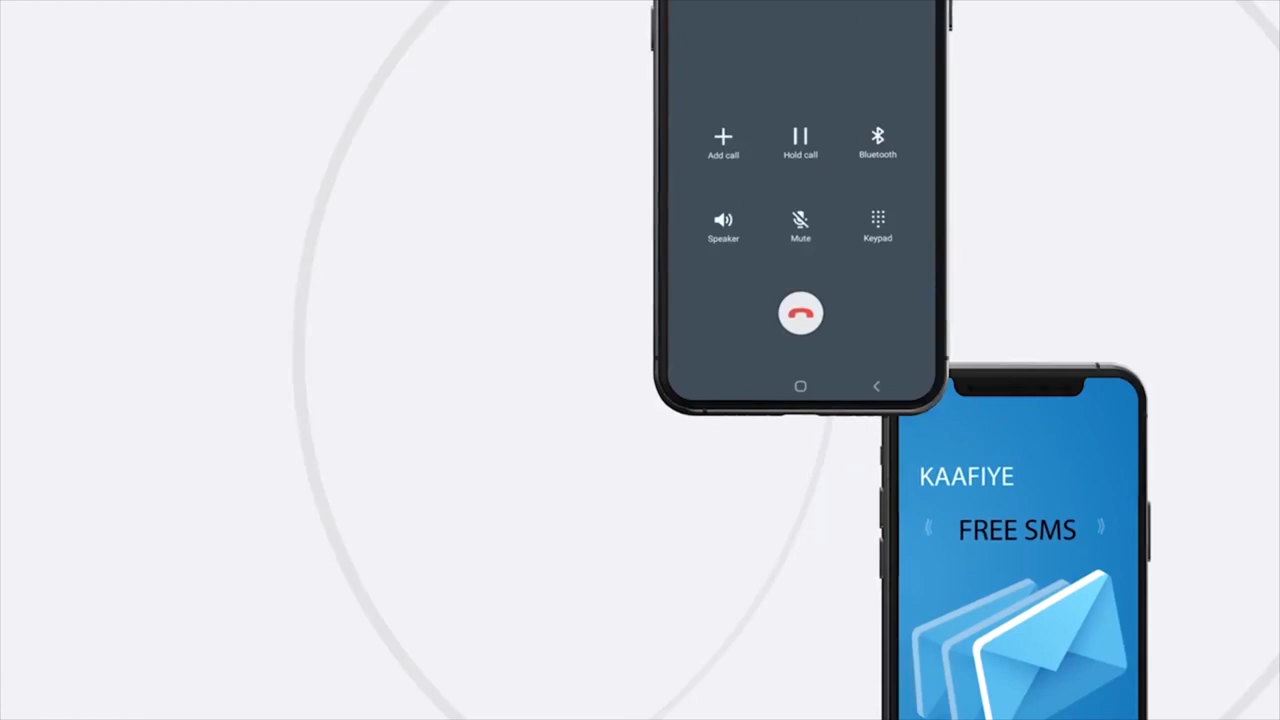 Add call
Hold call
Bluetooth
Speaker
Mute
Keypad
KAAFIYE
FREE SMS